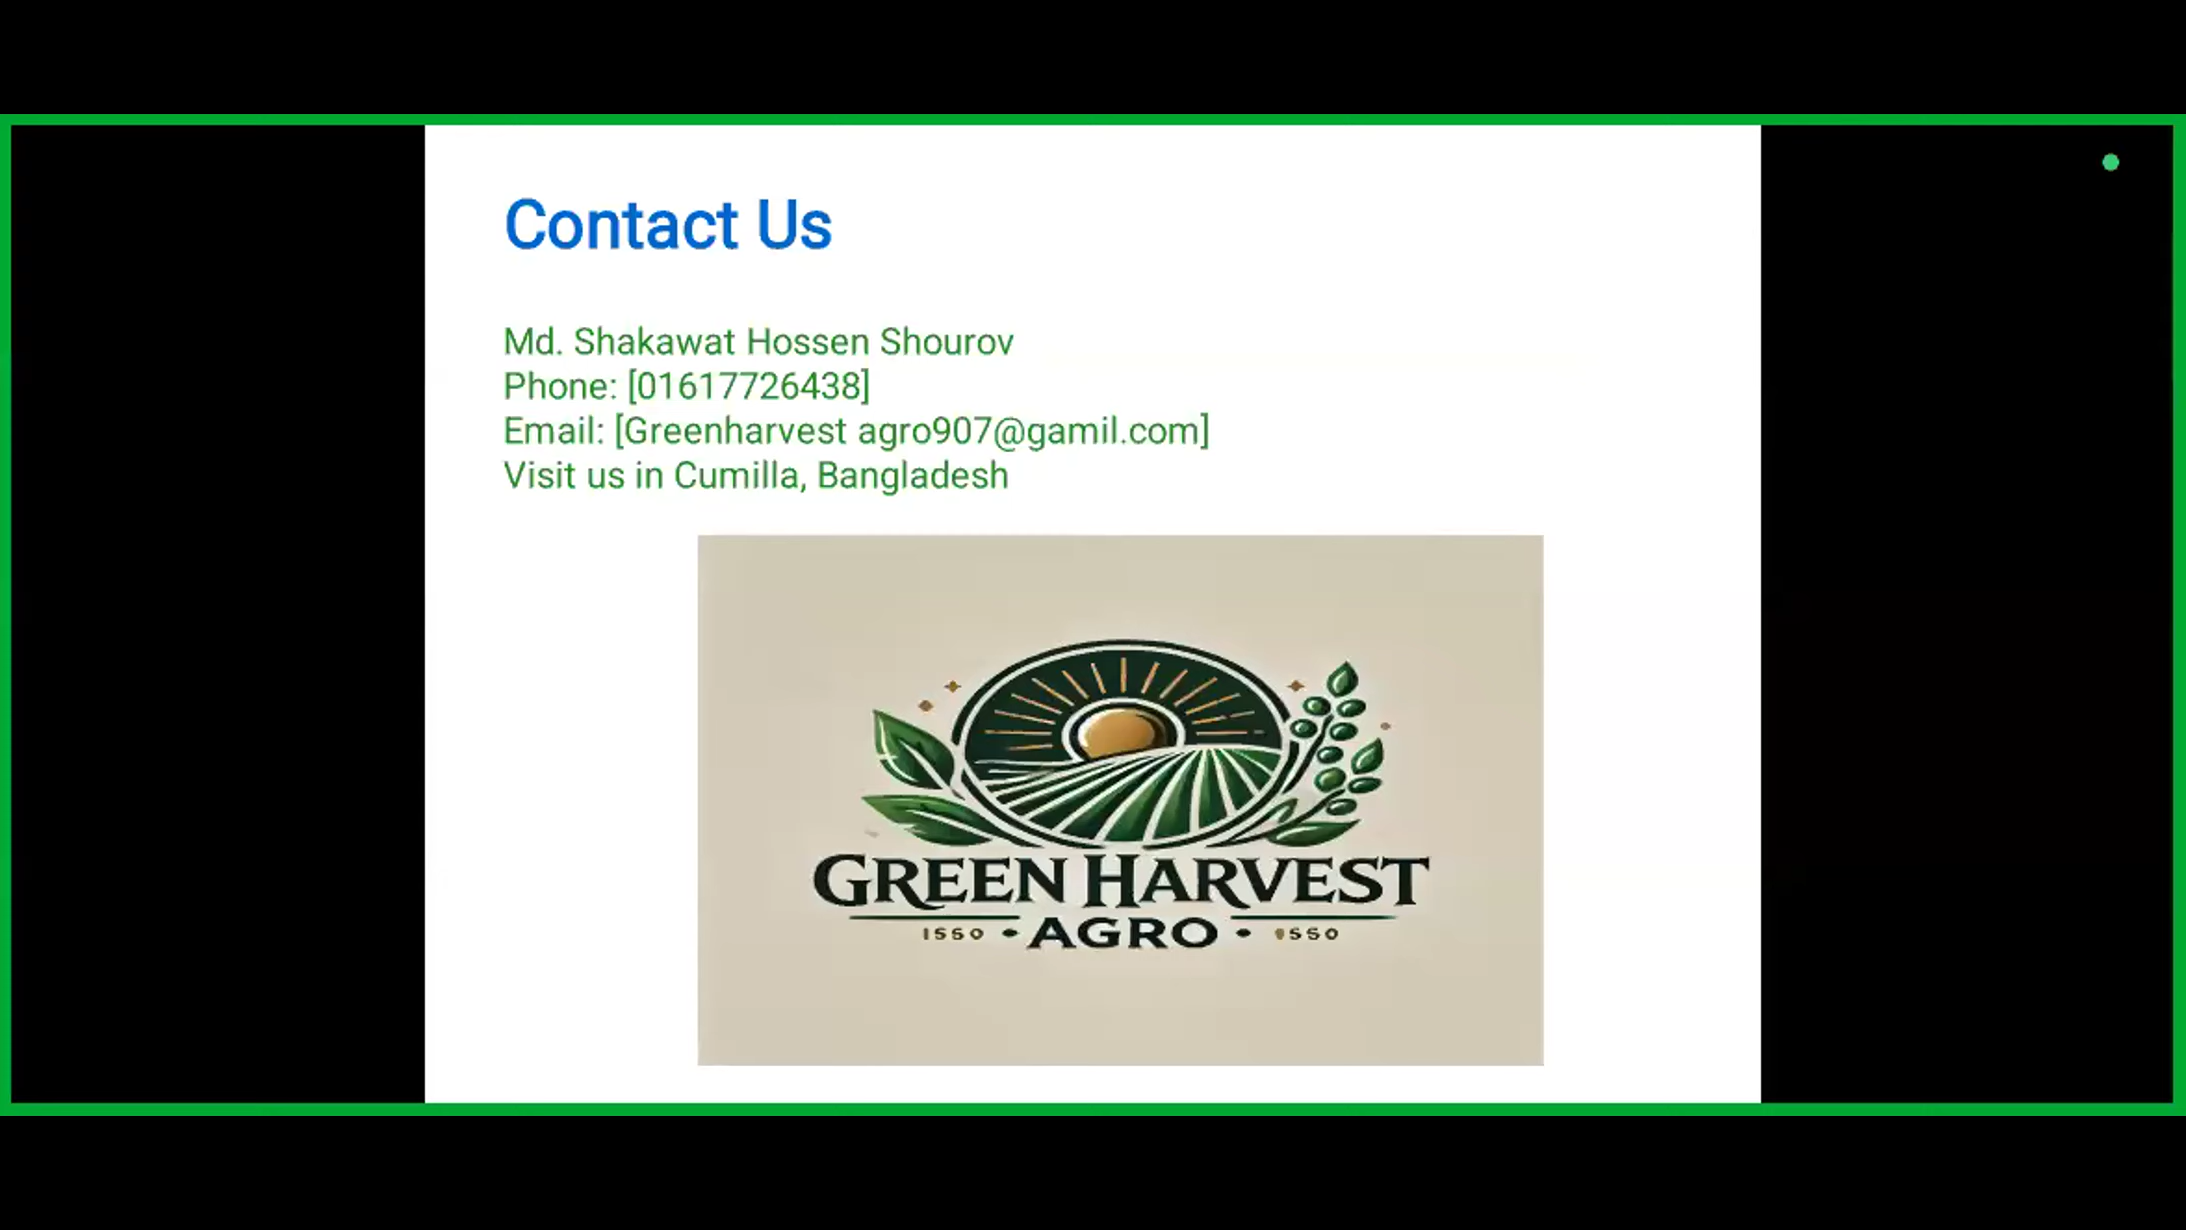 Contact Us
Md. Shakawat Hossen Shourov
Phone: [01617726438]
Email: [Greenharvest agro907@gamil.com]
Visit us in Cumilla, Bangladesh
GREEN HARVEST
1550 • AGRO • 1550